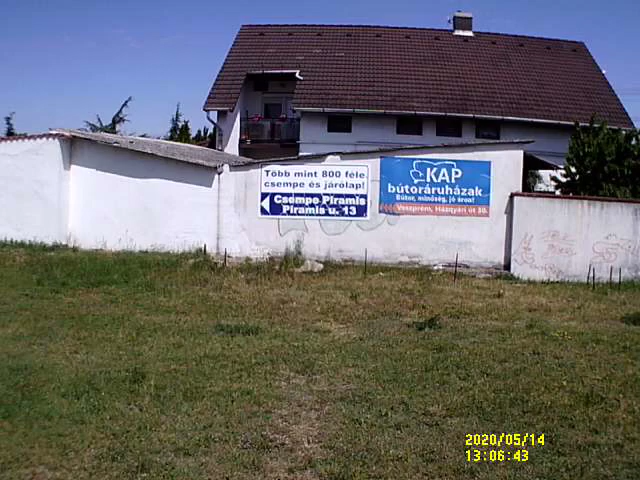 Több mint 800 féle
csempe és járólap!
Csempe Piramis
Piramis u. 13
KAP
bútoráruházak
Bútor, minőség, jó áron!
Veszprém, Házgyári út 30.
2020/05/14
13:06:43